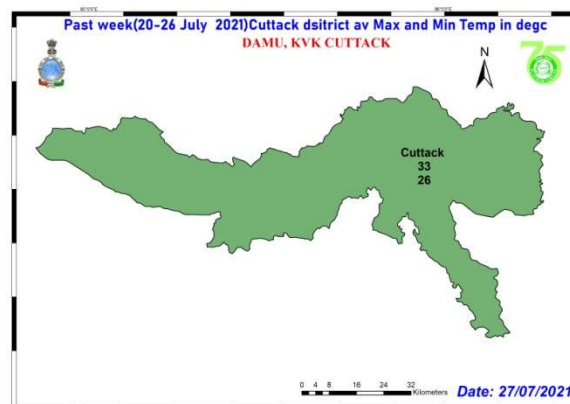 Past week(20-26 July 2021)Cuttack dsitrict av Max and Min Temp in degc
DAMU, KVK CUTTACK
N
75
Cuttack
33
26
0 4 8 16 24 32
Kilometers
Date: 27/07/2021